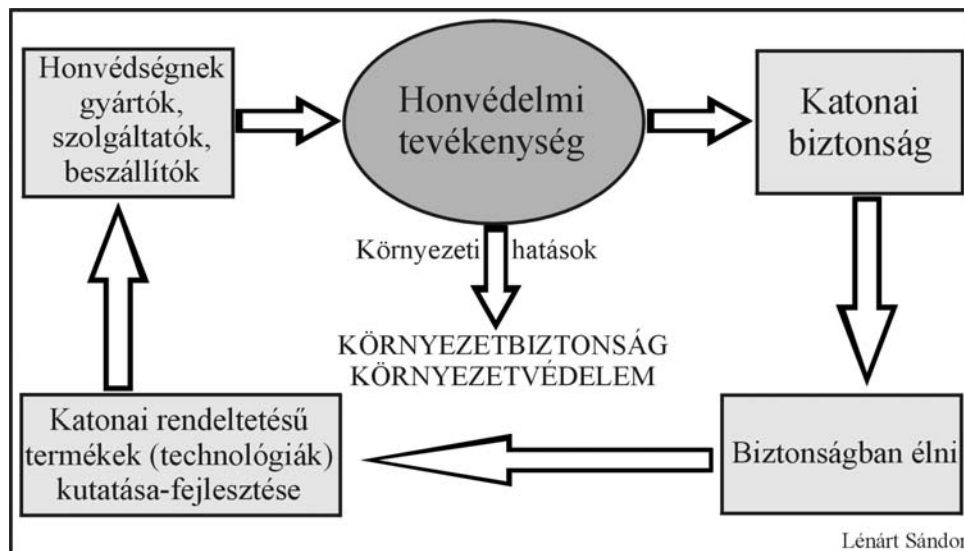 Honvédségnek
gyártók,
szolgáltatók,
beszállítók
Honvédelmi
tevékenység
Katonai
biztonság
Környezeti hatások
KÖRNYEZETBIZTONSÁG
KÖRNYEZETVÉDELEM
Katonai rendeltetésű
termékek (technológiák)
kutatása-fejlesztése
Biztonságban élni
Lénárt Sándor